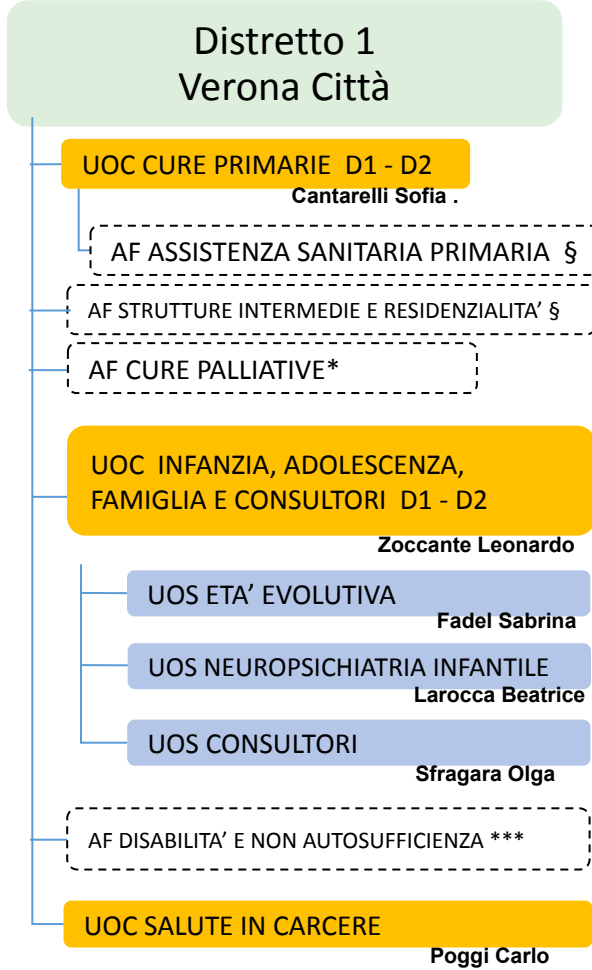 Distretto 1
Verona Città
UOC CURE PRIMARIE D1 - D2
Cantarelli Sofia .
AF ASSISTENZA SANITARIA PRIMARIA §
AF STRUTTURE INTERMEDIE E RESIDENZIALITA’ §
AF CURE PALLIATIVE*
UOC INFANZIA, ADOLESCENZA,
FAMIGLIA E CONSULTORI D1 - D2
Zoccante Leonardo
UOS ETA’ EVOLUTIVA
Fadel Sabrina
UOS NEUROPSICHIATRIA INFANTILE
Larocca Beatrice
UOS CONSULTORI
Sfragara Olga
AF DISABILITA’ E NON AUTOSUFFICIENZA ***
UOC SALUTE IN CARCERE
Poggi Carlo